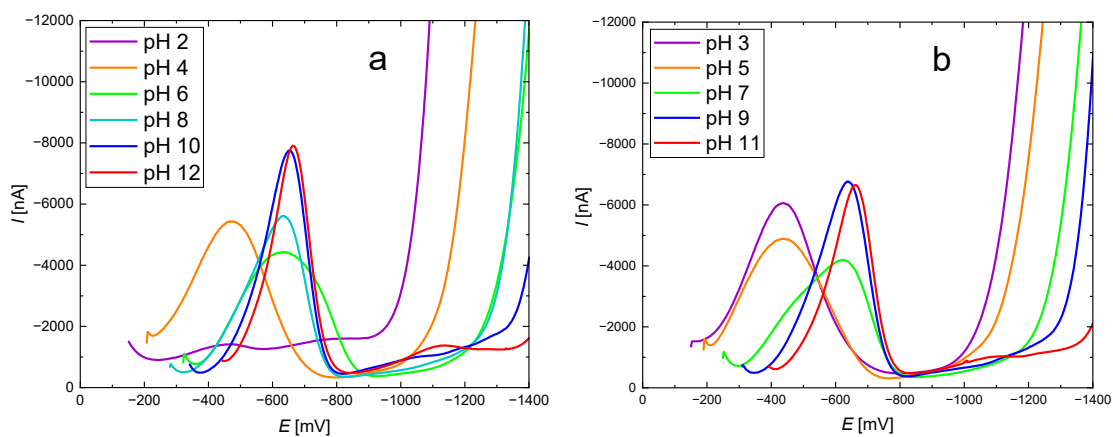 a
pH 2
pH 4
pH 6
pH 8
pH 10
pH 12
−12000
−10000
−8000
−6000
−4000
−2000
0
I [nA]
0 −200 −400 −600 −800 −1000 −1200 −1400
E [mV]
b
pH 3
pH 5
pH 7
pH 9
pH 11
−12000
−10000
−8000
−6000
−4000
−2000
0
I [nA]
0 −200 −400 −600 −800 −1000 −1200 −1400
E [mV]